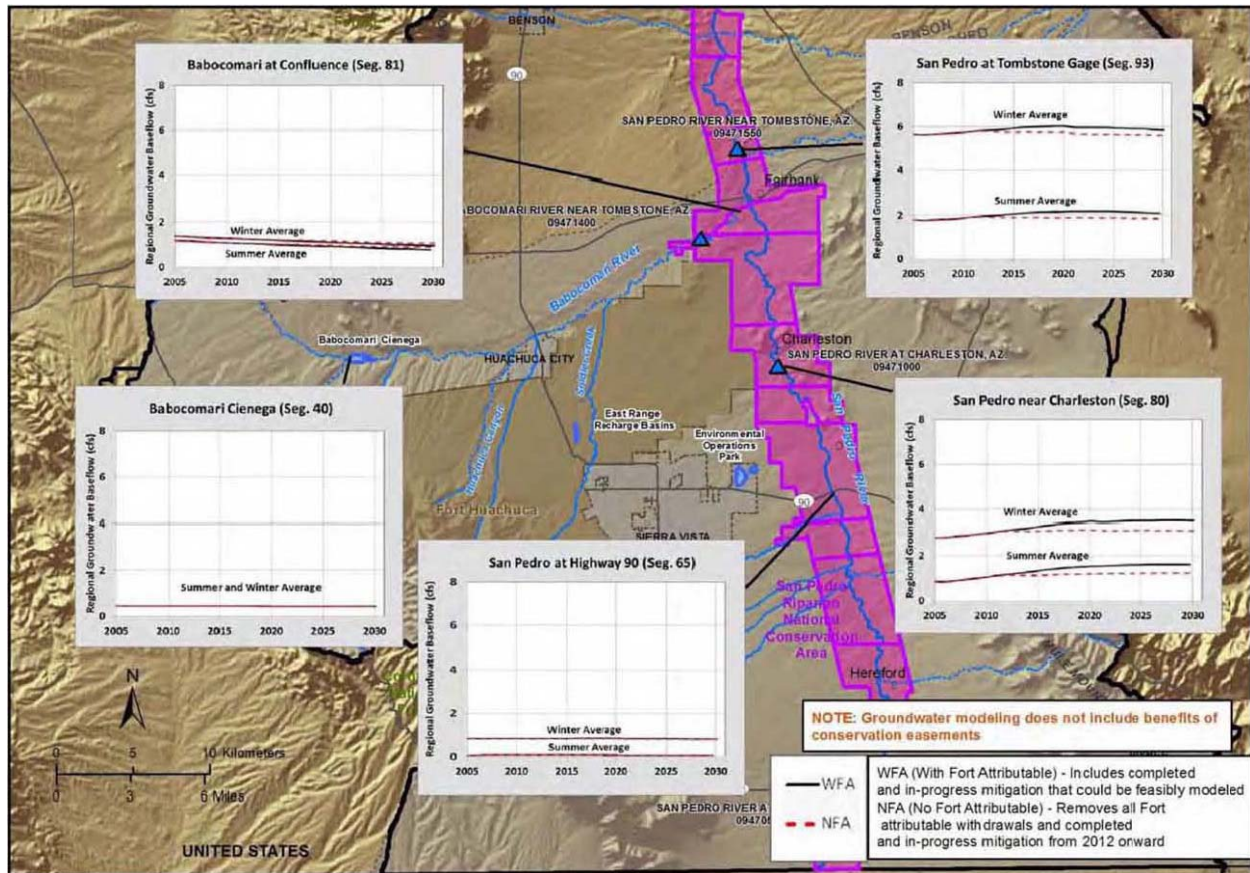 BENSON
BENSON
90
Babocomari at Confluence (Seg. 81)
Regional Groundwater Baseflow (cfs)
8
6
4
2
0
Winter Average
Summer Average
2005 2010 2015 2020 2025 2030
San Pedro at Tombstone Gage (Seg. 93)
Regional Groundwater Baseflow (cfs)
8
6
4
2
0
Winter Average
Summer Average
2005 2010 2015 2020 2025 2030
SAN PEDRO RIVER NEAR TOMBSTONE, AZ.
09471550
Fairbank
BABOCOMARI RIVER NEAR TOMBSTONE, AZ.
09471400
Babocomari River
Babocomari Cienega
HUACHUCA CITY
Huachuca Canyon
Charleston
SAN PEDRO RIVER AT CHARLESTON, AZ
09471000
San Pedro River
East Range
Recharge Basins
Environmental
Operations
Park
Fort Huachuca
SIERRA VISTA
90
Babocomari Cienega (Seg. 40)
Regional Groundwater Baseflow (cfs)
8
6
4
2
0
Summer and Winter Average
2005 2010 2015 2020 2025 2030
San Pedro near Charleston (Seg. 80)
Regional Groundwater Baseflow (cfs)
8
6
4
2
0
Winter Average
Summer Average
2005 2010 2015 2020 2025 2030
San Pedro at Highway 90 (Seg. 65)
Regional Groundwater Baseflow (cfs)
8
6
4
2
0
Winter Average
Summer Average
2005 2010 2015 2020 2025 2030
San Pedro
Riparian
National
Conservation
Area
Hereford
N
0 5 10 Kilometers
0 3 6 Miles
UNITED STATES
SAN PEDRO RIVER
NOTE: Groundwater modeling does not include benefits of
conservation easements
WFA
WFA (With Fort Attributable) - Includes completed
and in-progress mitigation that could be feasibly modeled
NFA
NFA (No Fort Attributable) - Removes all Fort
attributable withdrawals and completed
and in-progress mitigation from 2012 onward